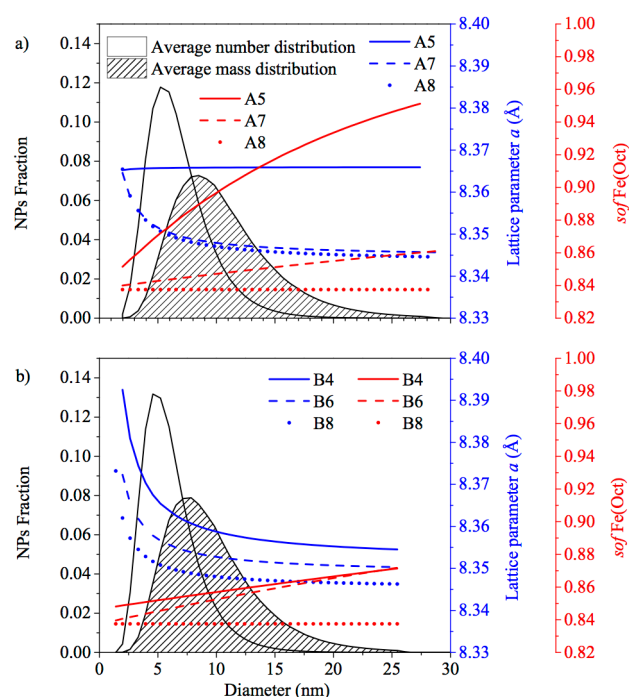 a)
Average number distribution
Average mass distribution
A5
A7
A8
A5
A7
A8
NPs Fraction
0.14
0.12
0.10
0.08
0.06
0.04
0.02
0.00
Lattice parameter a (Å)
8.40
8.39
8.38
8.37
8.36
8.35
8.34
8.33
sof Fe(Oct)
1.00
0.98
0.96
0.94
0.92
0.90
0.88
0.86
0.84
0.82
b)
B4
B6
B8
B4
B6
B8
NPs Fraction
0.14
0.12
0.10
0.08
0.06
0.04
0.02
0.00
Lattice parameter a (Å)
8.40
8.39
8.38
8.37
8.36
8.35
8.34
8.33
sof Fe(Oct)
1.00
0.98
0.96
0.94
0.92
0.90
0.88
0.86
0.84
0.82
0 5 10 15 20 25 30
Diameter (nm)